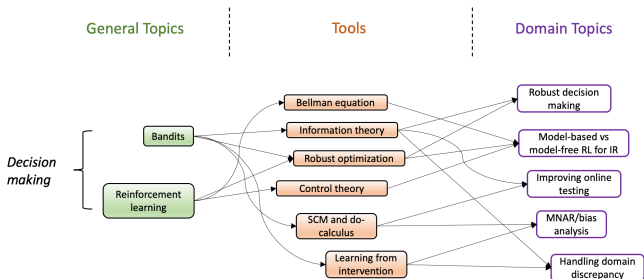 General Topics
Tools
Domain Topics
Decision
making
Bandits
Reinforcement
learning
Bellman equation
Information theory
Robust optimization
Control theory
SCM and do-
calculus
Learning from
intervention
Robust decision
making
Model-based vs
model-free RL for IR
Improving online
testing
MNAR/bias
analysis
Handling domain
discrepancy